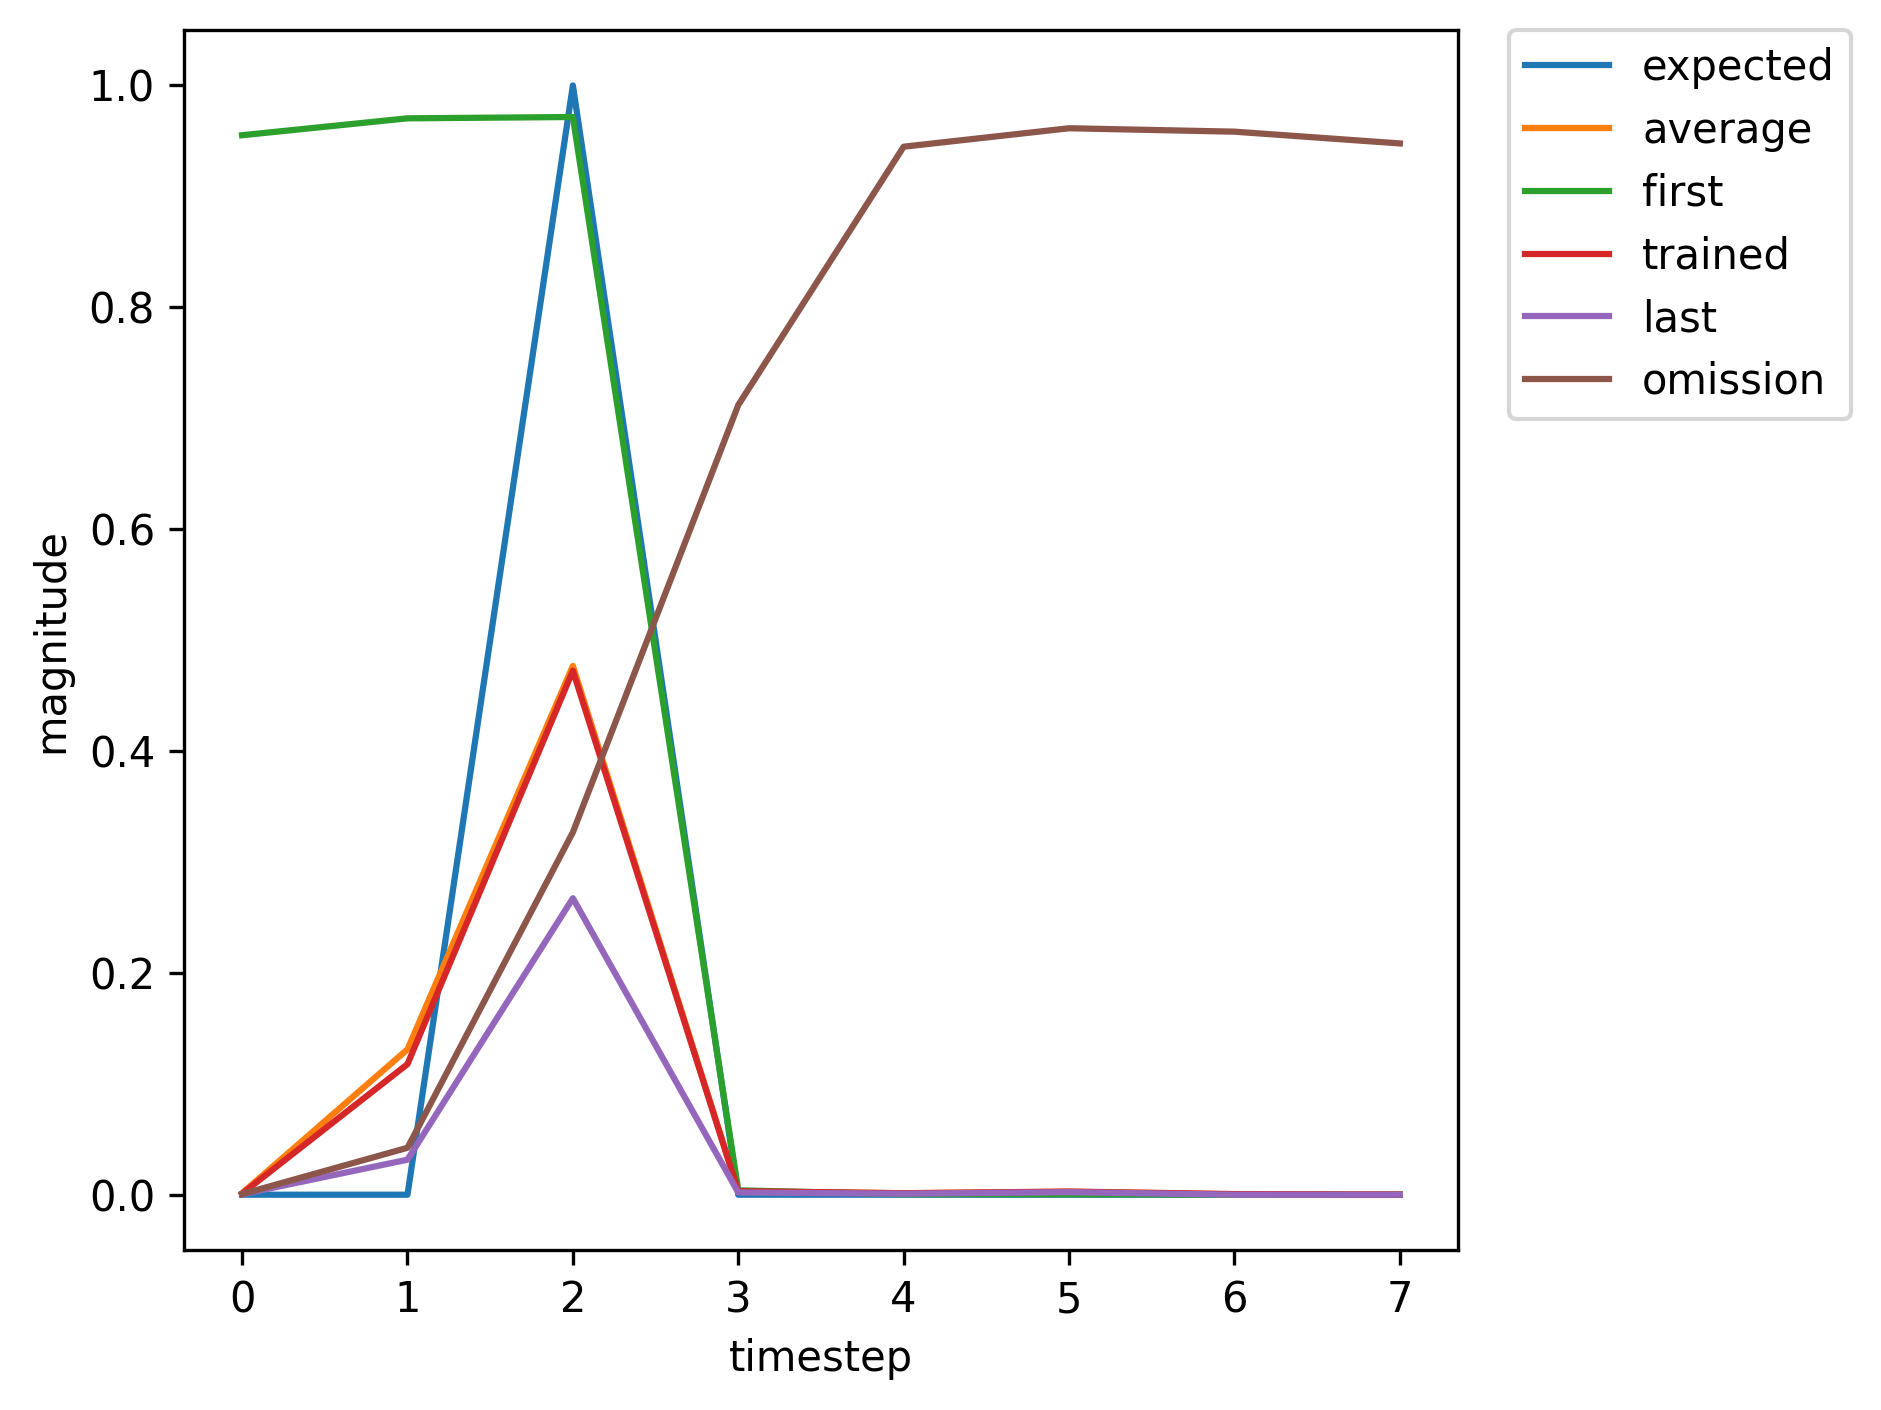 1.0
0.8
0.6
0.4
0.2
0.0
magnitude
0 1 2 3 4 5 6 7
timestep
expected
average
first
trained
last
omission